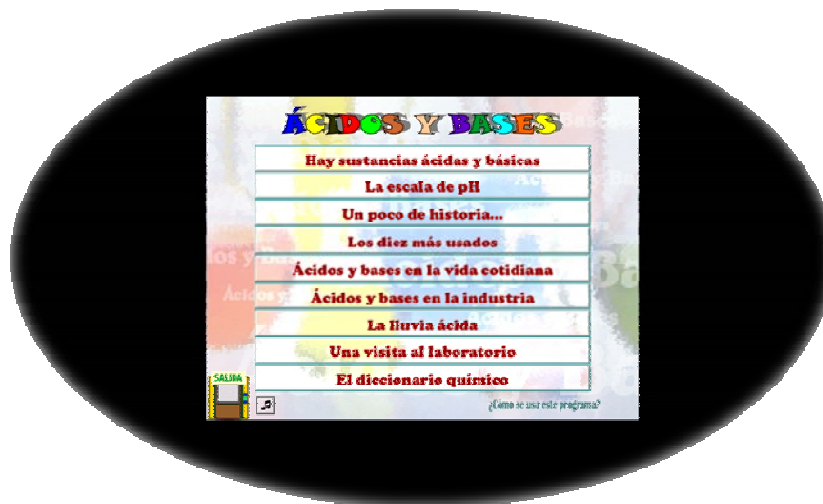 ÁCIDOS Y BASES
Hay sustancias ácidas y básicas
La escala de pH
Un poco de historia...
Los diez más usados
Ácidos y bases en la vida cotidiana
Ácidos y bases en la industria
La lluvia ácida
Una visita al laboratorio
El diccionario químico
SALIDA
¿Cómo se usa este programa?